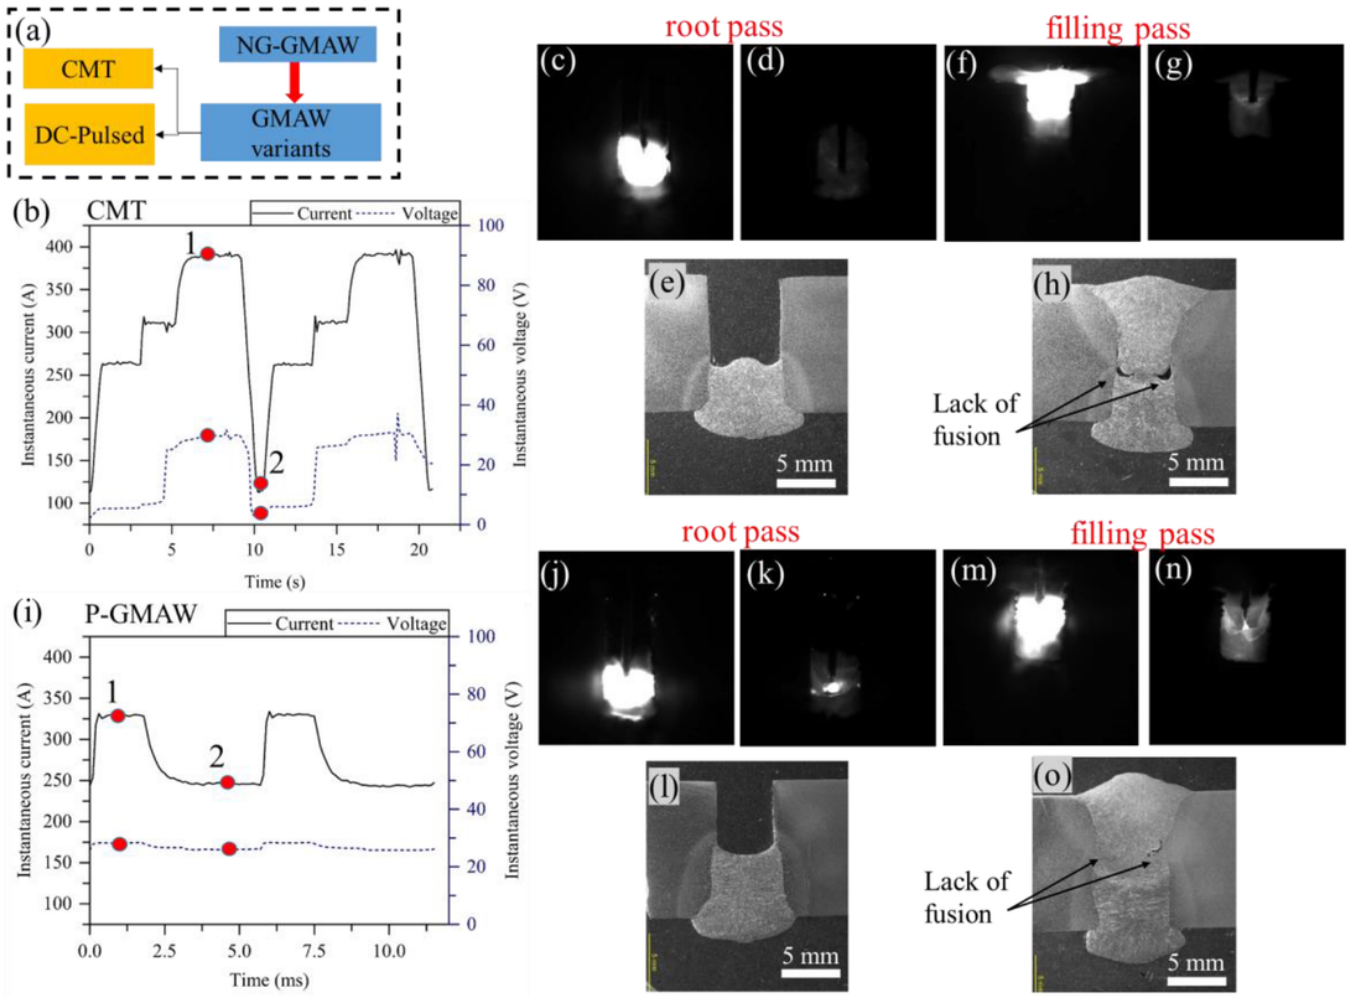 (a)
NG-GMAW
CMT
DC-Pulsed
GMAW
variants
root pass
filling pass
(c)
(d)
(f)
(g)
(b)
CMT
Current
Voltage
1
2
400
350
300
250
200
150
100
100
80
60
40
20
0
Instantaneous current (A)
Instantaneous voltage (V)
0
5
10
15
20
Time (s)
(e)
5 mm
(h)
Lack of
fusion
5 mm
root pass
filling pass
(j)
(k)
(m)
(n)
(i)
P-GMAW
Current
Voltage
1
2
400
350
300
250
200
150
100
100
80
60
40
20
0
Instantaneous current (A)
Instantaneous voltage (V)
0.0
2.5
5.0
7.5
10.0
Time (ms)
(l)
5 mm
(o)
Lack of
fusion
5 mm